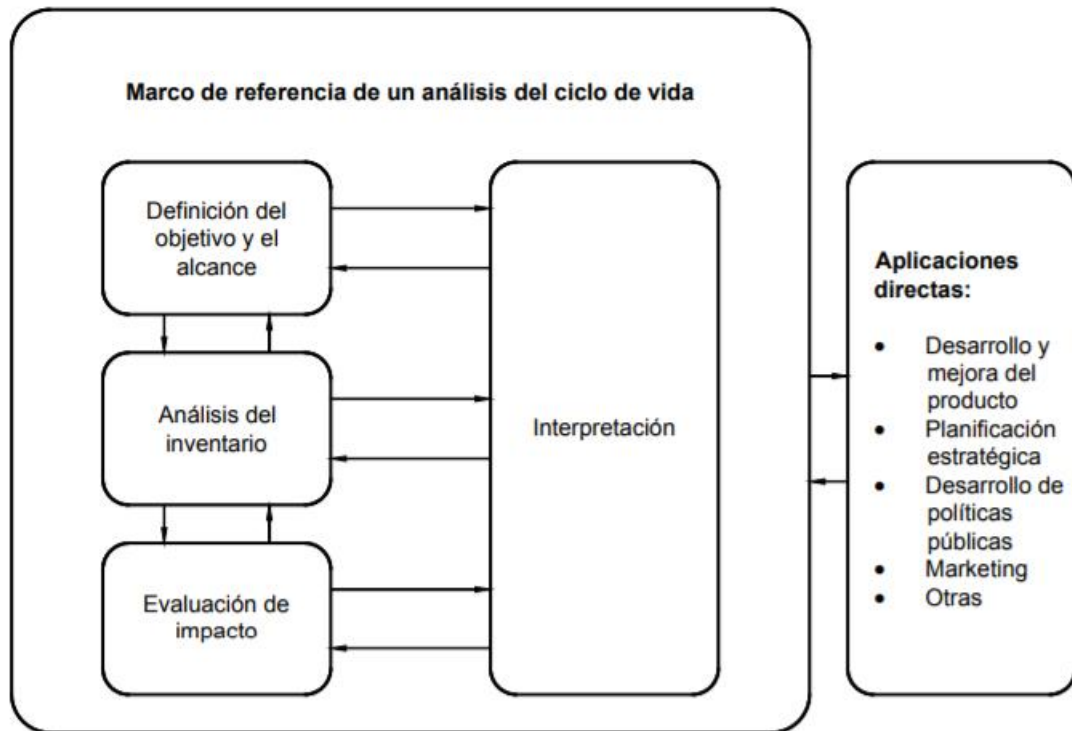 Marco de referencia de un análisis del ciclo de vida
Definición del
objetivo y el
alcance
Análisis del
inventario
Evaluación de
impacto
Interpretación
Aplicaciones
directas:
• Desarrollo y
mejora del
producto
• Planificación
estratégica
• Desarrollo de
políticas
públicas
• Marketing
• Otras